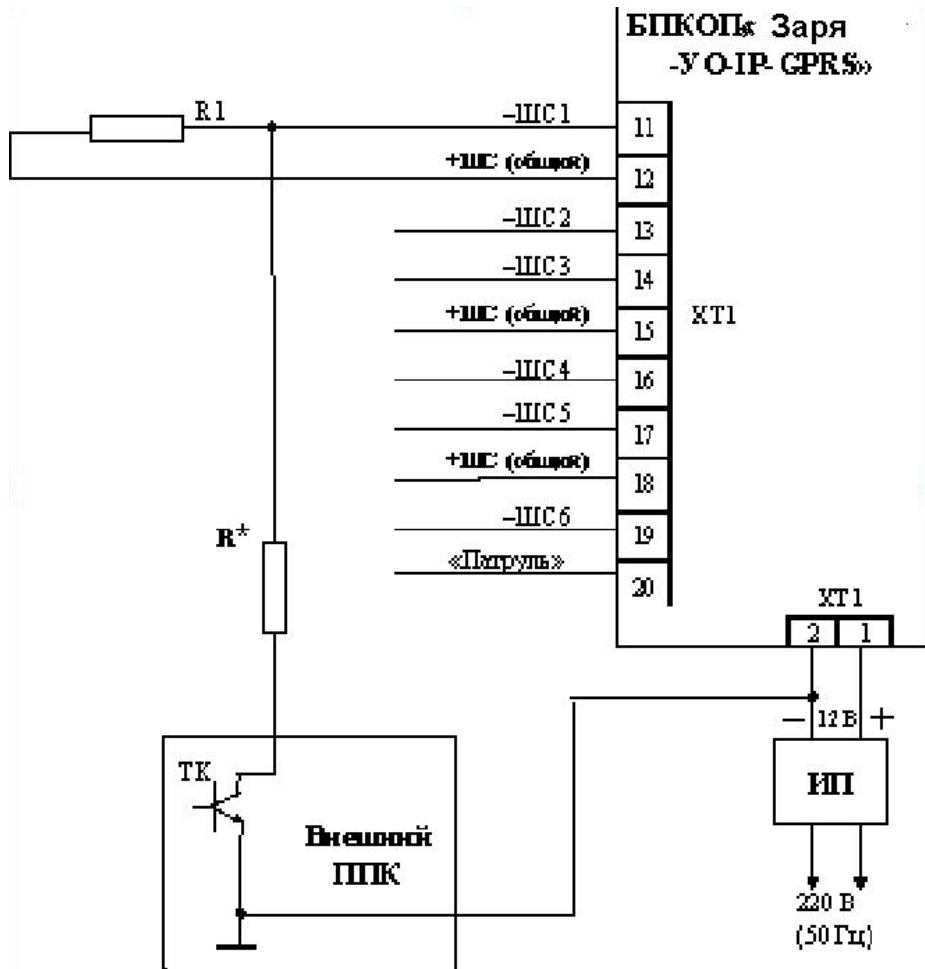 БПКОП« Заря
-УО-IP- GPRS»
R1
–ШС1
11
+ШС (общий)
12
–ШС2
13
–ШС3
14
+ШС (общий)
15
XT1
–ШС4
16
–ШС5
17
+ШС (общий)
18
–ШС6
19
R*
«Патруль»
20
XT1
2 1
– 12 В +
ТК
ИП
Внешний
ППК
220 В
(50 Гц)